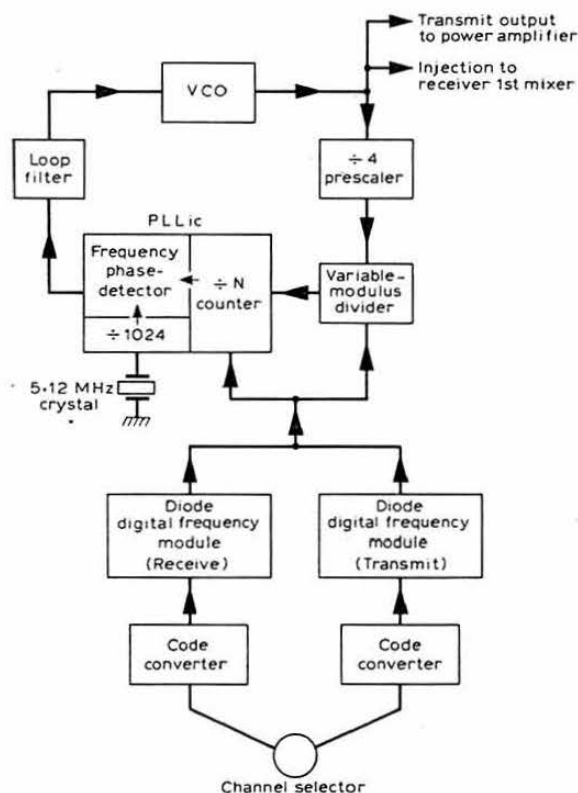 Transmit output
to power amplifier
Injection to
receiver 1st mixer
VCO
Loop
filter
÷ 4
prescaler
PLLic
Frequency
phase-
detector
÷ N
counter
Variable-
modulus
divider
÷1024
5·12 MHz
crystal
Diode
digital frequency
module
(Receive)
Diode
digital frequency
module
(Transmit)
Code
converter
Code
converter
Channel selector